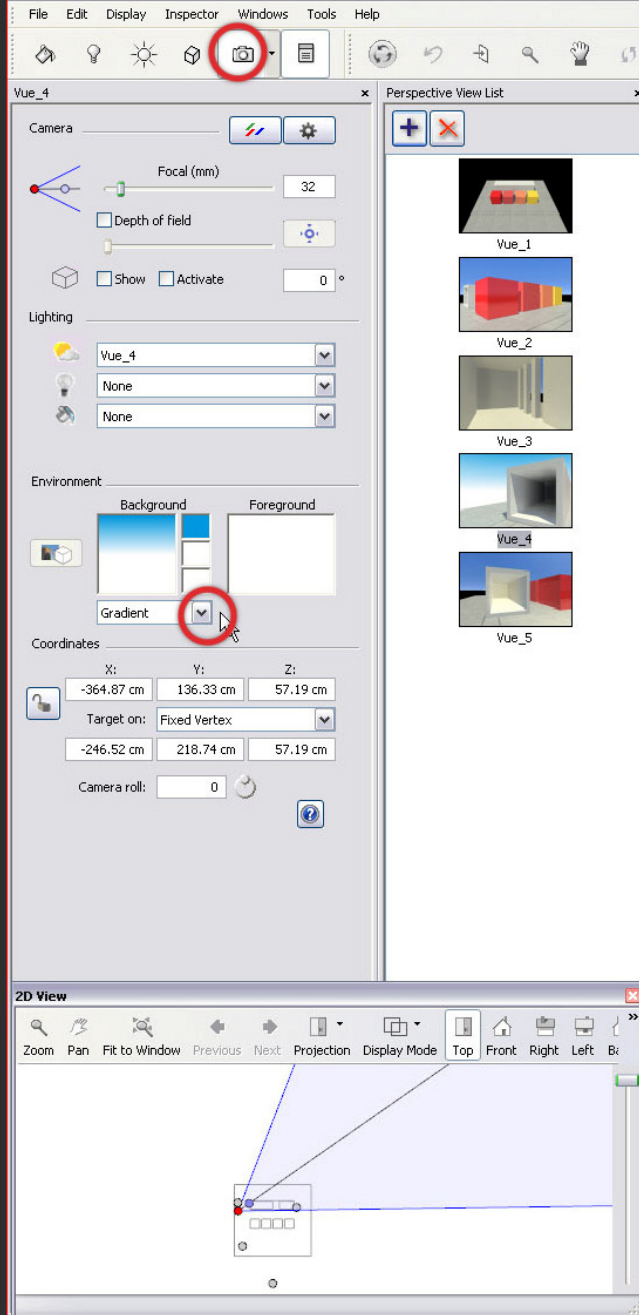 File Edit Display Inspector Windows Tools Help
Vue_4
Camera
Focal (mm)
32
Depth of field
Show Activate 0 °
Lighting
Vue_4
None
None
Environment
Background Foreground
Gradient
Coordinates
X: Y: Z:
-364.87 cm 136.33 cm 57.19 cm
Target on: Fixed Vertex
-246.52 cm 218.74 cm 57.19 cm
Camera roll: 0
Perspective View List
Vue_1
Vue_2
Vue_3
Vue_4
Vue_5
2D View
Zoom Pan Fit to Window Previous Next Projection Display Mode Top Front Right Left